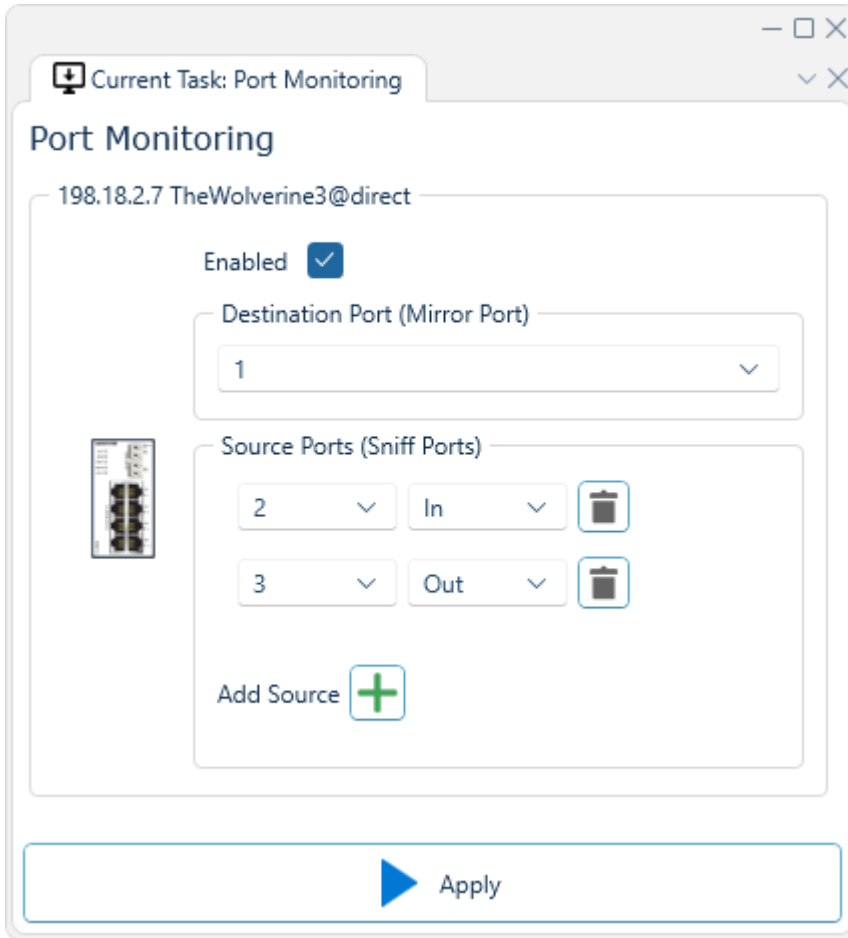 Current Task: Port Monitoring
Port Monitoring
198.18.2.7 TheWolverine3@direct
Enabled
Destination Port (Mirror Port)
1
Source Ports (Sniff Ports)
2 In
3 Out
Add Source
Apply